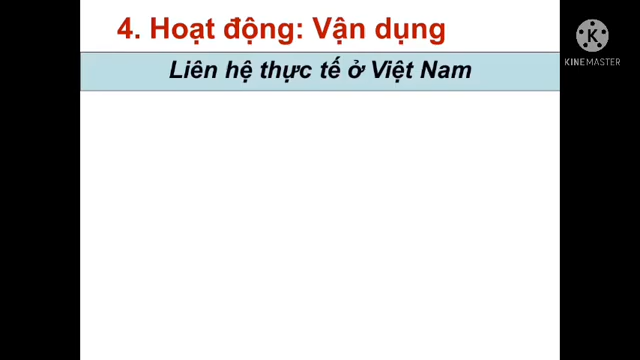 4. Hoạt động: Vận dụng
Liên hệ thực tế ở Việt Nam
K
KINEMASTER